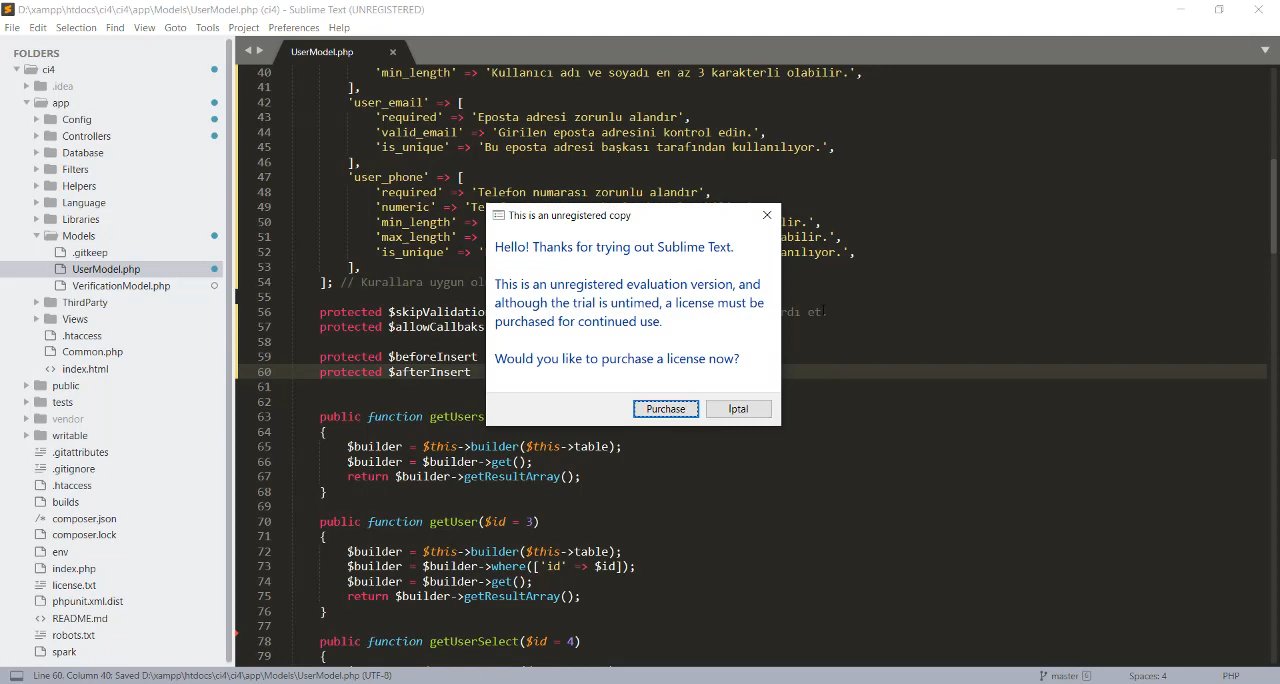 D:\xampp\htdocs\ci4\ci4\app\Models\UserModel.php (ci4) - Sublime Text (UNREGISTERED)
File Edit Selection Find View Goto Tools Project Preferences Help
FOLDERS
ci4
.idea
app
Config
Controllers
Database
Filters
Helpers
Language
Libraries
Models
.gitkeep
UserModel.php
VerificationModel.php
ThirdParty
Views
.htaccess
Common.php
<> index.html
public
tests
vendor
writable
.gitattributes
.gitignore
.htaccess
builds
/* composer.json
composer.lock
env
index.php
license.txt
phpunit.xml.dist
<> README.md
robots.txt
spark
UserModel.php
40 'min_length' => 'Kullanıcı adı ve soyadı en az 3 karakterli olabilir.',
41 ],
42 'user_email' => [
43 'required' => 'Eposta adresi zorunlu alandır',
44 'valid_email' => 'Girilen eposta adresini kontrol edin.',
45 'is_unique' => 'Bu eposta adresi başkası tarafından kullanılıyor.',
46 ],
47 'user_phone' => [
48 'required' => 'Telefon numarası zorunlu alandır',
49 'numeric' => 'Te
50 'min_length' => ilir.',
51 'max_length' => abilir.',
52 'is_unique' => anılıyor.',
53 ],
54 ]; // Kurallara uygun ol
55
56 protected $skipValidation rdı et
57 protected $allowCallbaks
58
59 protected $beforeInsert
60 protected $afterInsert
61
62
63 public function getUsers
64 {
65 $builder = $this->builder($this->table);
66 $builder = $builder->get();
67 return $builder->getResultArray();
68 }
69
70 public function getUser($id = 3)
71 {
72 $builder = $this->builder($this->table);
73 $builder = $builder->where(['id' => $id]);
74 $builder = $builder->get();
75 return $builder->getResultArray();
76 }
77
78 public function getUserSelect($id = 4)
79 {
This is an unregistered copy
Hello! Thanks for trying out Sublime Text.
This is an unregistered evaluation version, and
although the trial is untimed, a license must be
purchased for continued use.
Would you like to purchase a license now?
Purchase İptal
Line 60, Column 40; Saved D:\xampp\htdocs\ci4\ci4\app\Models\UserModel.php (UTF-8) master 6 Spaces: 4 PHP